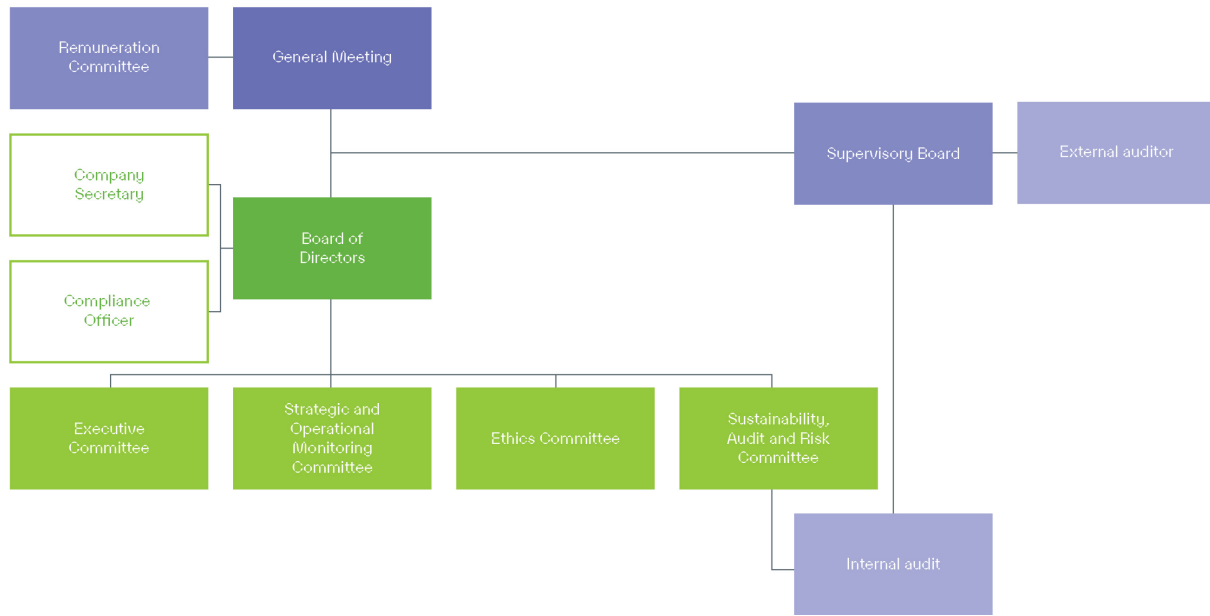 Remuneration
Committee
General Meeting
Supervisory Board
External auditor
Company
Secretary
Board of
Directors
Compliance
Officer
Executive
Committee
Strategic and
Operational
Monitoring
Committee
Ethics Committee
Sustainability,
Audit and Risk
Committee
Internal audit